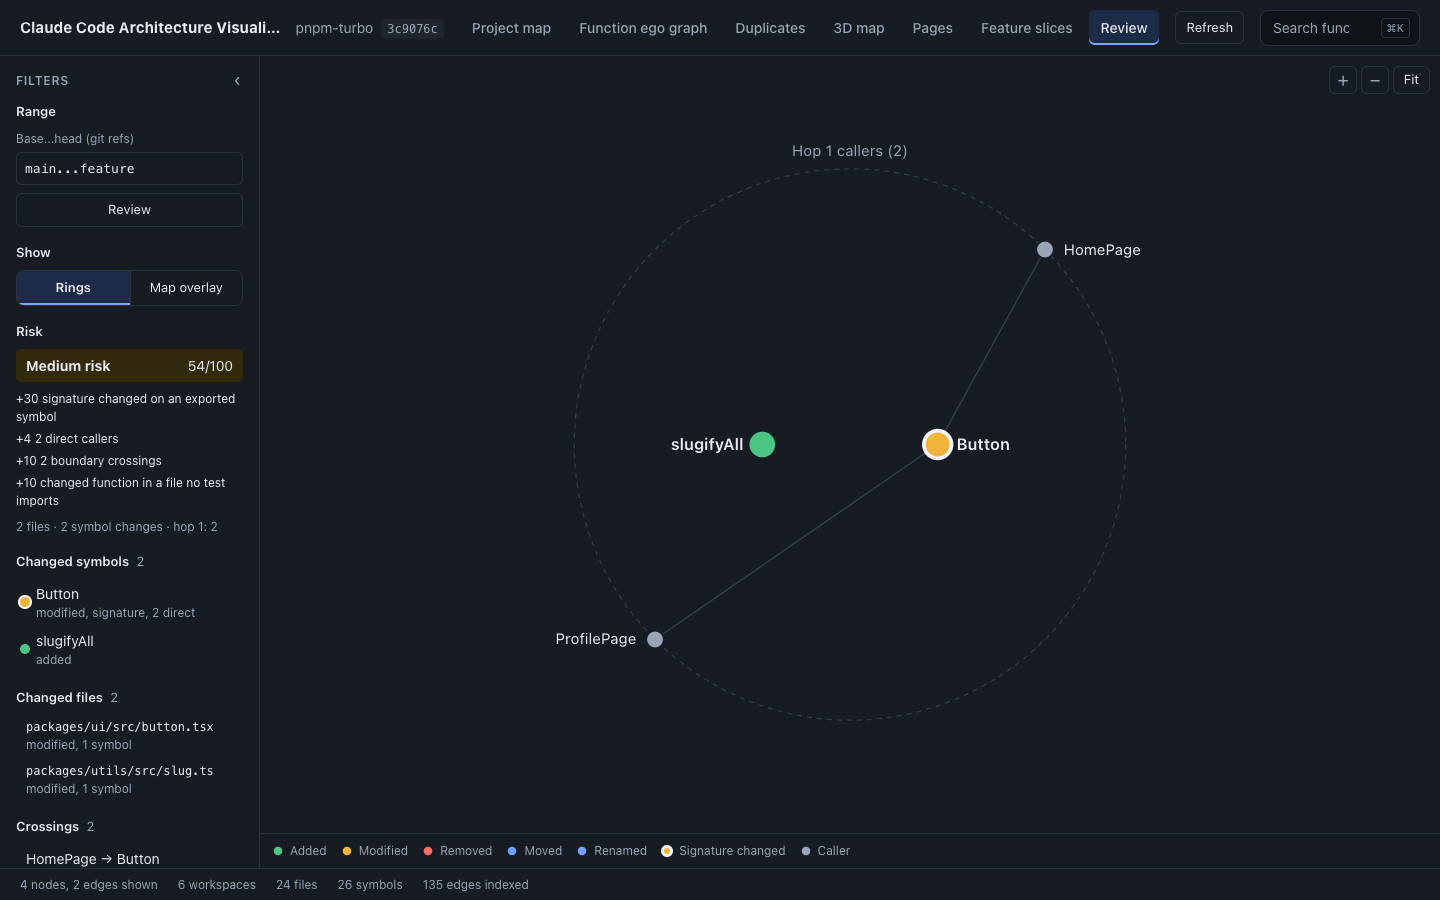 Claude Code Architecture Visuali...
pnpm-turbo 3c9076c
Project map
Function ego graph
Duplicates
3D map
Pages
Feature slices
Review
Refresh
Search func
⌘K
FILTERS
Range
Base...head (git refs)
main...feature
Review
Show
Rings
Map overlay
Risk
Medium risk 54/100
+30 signature changed on an exported
symbol
+4 2 direct callers
+10 2 boundary crossings
+10 changed function in a file no test
imports
2 files · 2 symbol changes · hop 1: 2
Changed symbols 2
Button
modified, signature, 2 direct
slugifyAll
added
Changed files 2
packages/ui/src/button.tsx
modified, 1 symbol
packages/utils/src/slug.ts
modified, 1 symbol
Crossings 2
HomePage → Button
+
−
Fit
Hop 1 callers (2)
HomePage
slugifyAll
Button
ProfilePage
Added
Modified
Removed
Moved
Renamed
Signature changed
Caller
4 nodes, 2 edges shown
6 workspaces
24 files
26 symbols
135 edges indexed